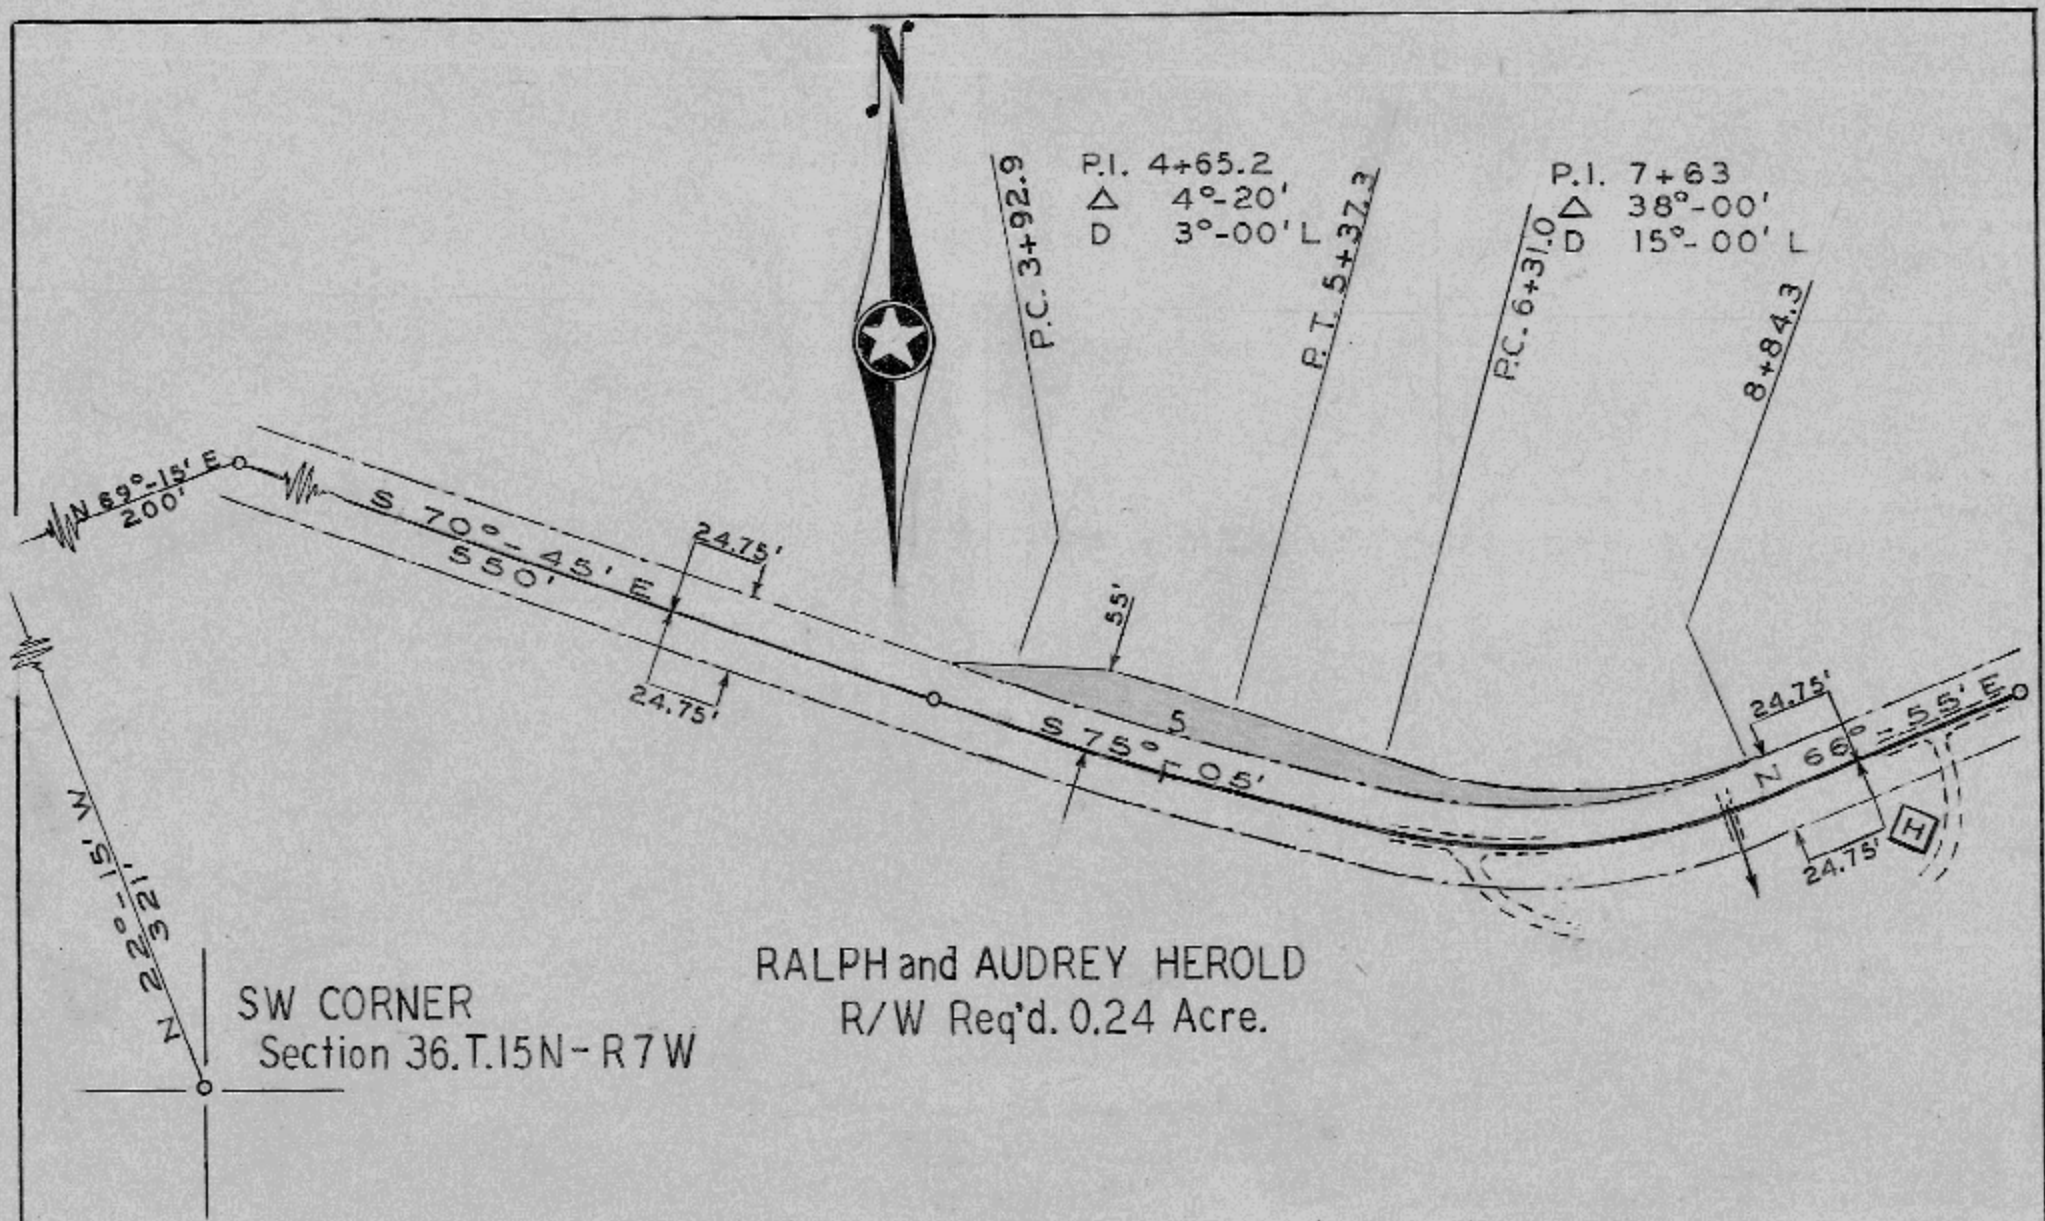 N
P.I. 4+65.2
△ 4°-20'
D 3°-00' L
P.I. 7+63
△ 38°-00'
D 15°-00' L
P.C. 3+92.9
P.T. 5+37.3
P.C. 6+31.0
8+84.3
N 69°-15' E
200'
S 70°-45' E
550'
24.75'
24.75'
55'
5
S 75° 05'
E
24.75'
N 66°-55' E
24.75'
H
N 22°-15' W
321'
SW CORNER
Section 36.T.15N-R7W
RALPH and AUDREY HEROLD
R/W Req'd. 0.24 Acre.